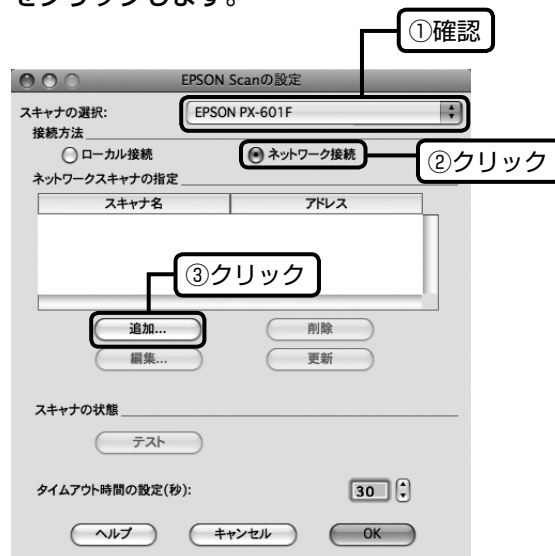 をクリックします。
①確認
EPSON Scanの設定
スキャナの選択: EPSON PX-601F
接続方法
ローカル接続 ネットワーク接続
②クリック
ネットワークスキャナの指定
スキャナ名 アドレス
③クリック
追加... 削除
編集... 更新
スキャナの状態
テスト
タイムアウト時間の設定(秒): 30
ヘルプ キャンセル OK